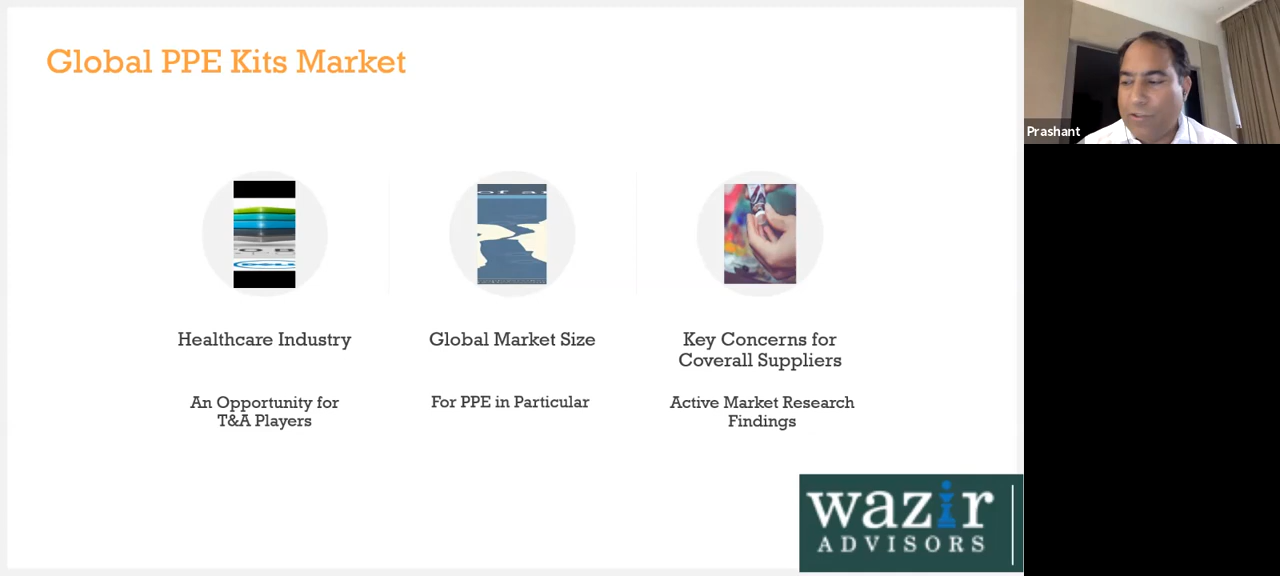 Global PPE Kits Market
Prashant
Healthcare Industry
Global Market Size
Key Concerns for
Coverall Suppliers
An Opportunity for
T&A Players
For PPE in Particular
Active Market Research
Findings
wazir
ADVISORS